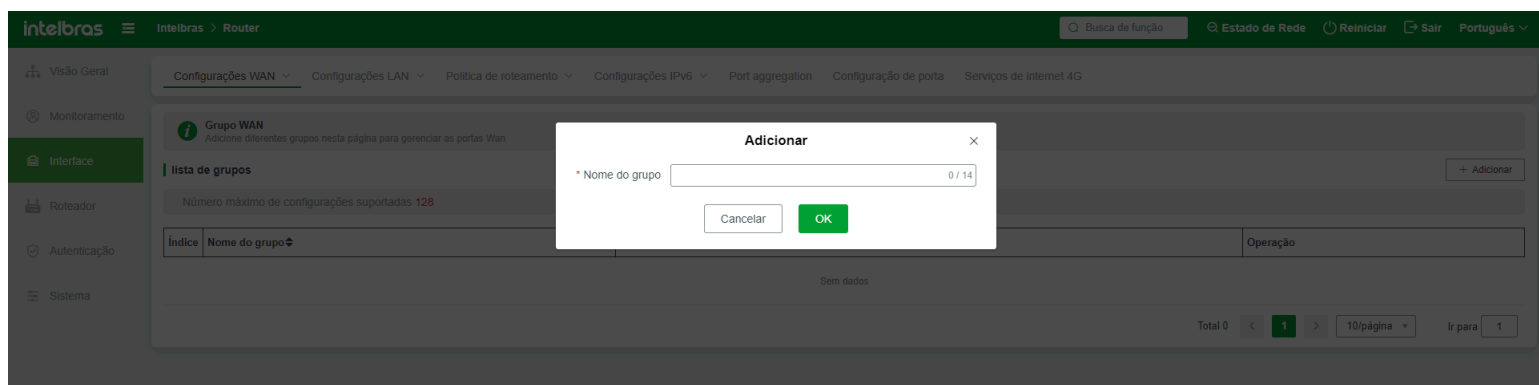 intelbras Intelbras > Router Busca de função Estado de Rede Reiniciar Sair Português
Visão Geral
Configurações WAN Configurações LAN Política de roteamento Configurações IPv6 Port aggregation Configuração de porta Serviços de internet 4G
Monitoramento
Grupo WAN
Adicione diferentes grupos nesta página para gerenciar as portas Wan
Adicionar
Interface
lista de grupos
+ Adicionar
* Nome do grupo 0 / 14
Roteador
Número máximo de configurações suportadas 128
Cancelar OK
Autenticação
Índice Nome do grupo Operação
Sem dados
Sistema
Total 0 < 1 > 10/página Ir para 1